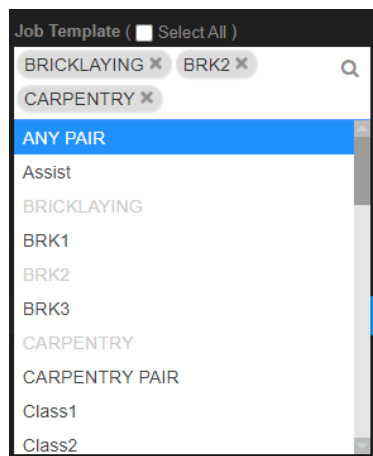 Job Template ( Select All )
BRICKLAYING × BRK2 ×
CARPENTRY ×
ANY PAIR
Assist
BRICKLAYING
BRK1
BRK2
BRK3
CARPENTRY
CARPENTRY PAIR
Class1
Class2